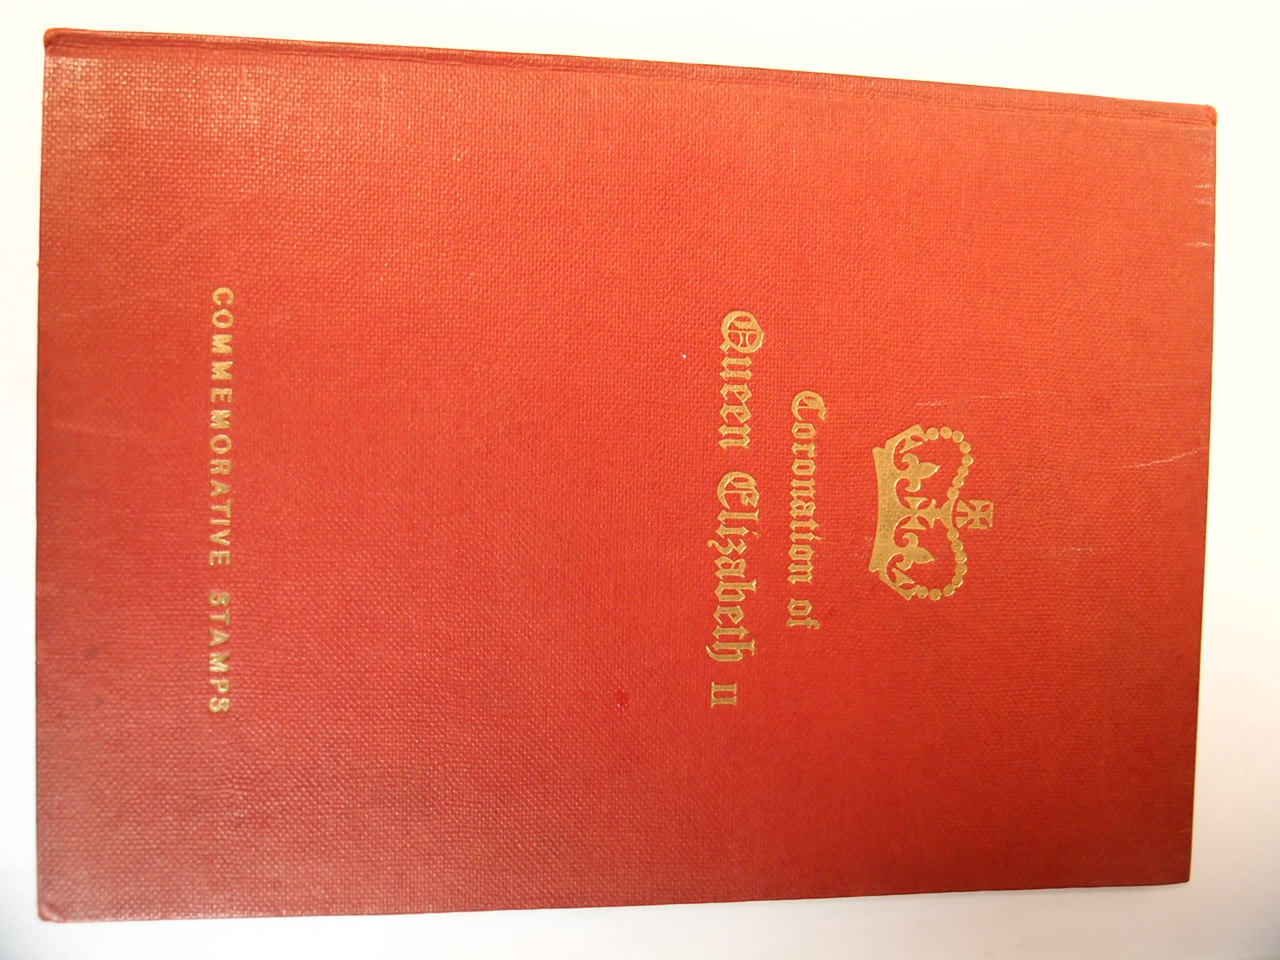 Coronation of
Queen Elizabeth II
COMMEMORATIVE STAMPS